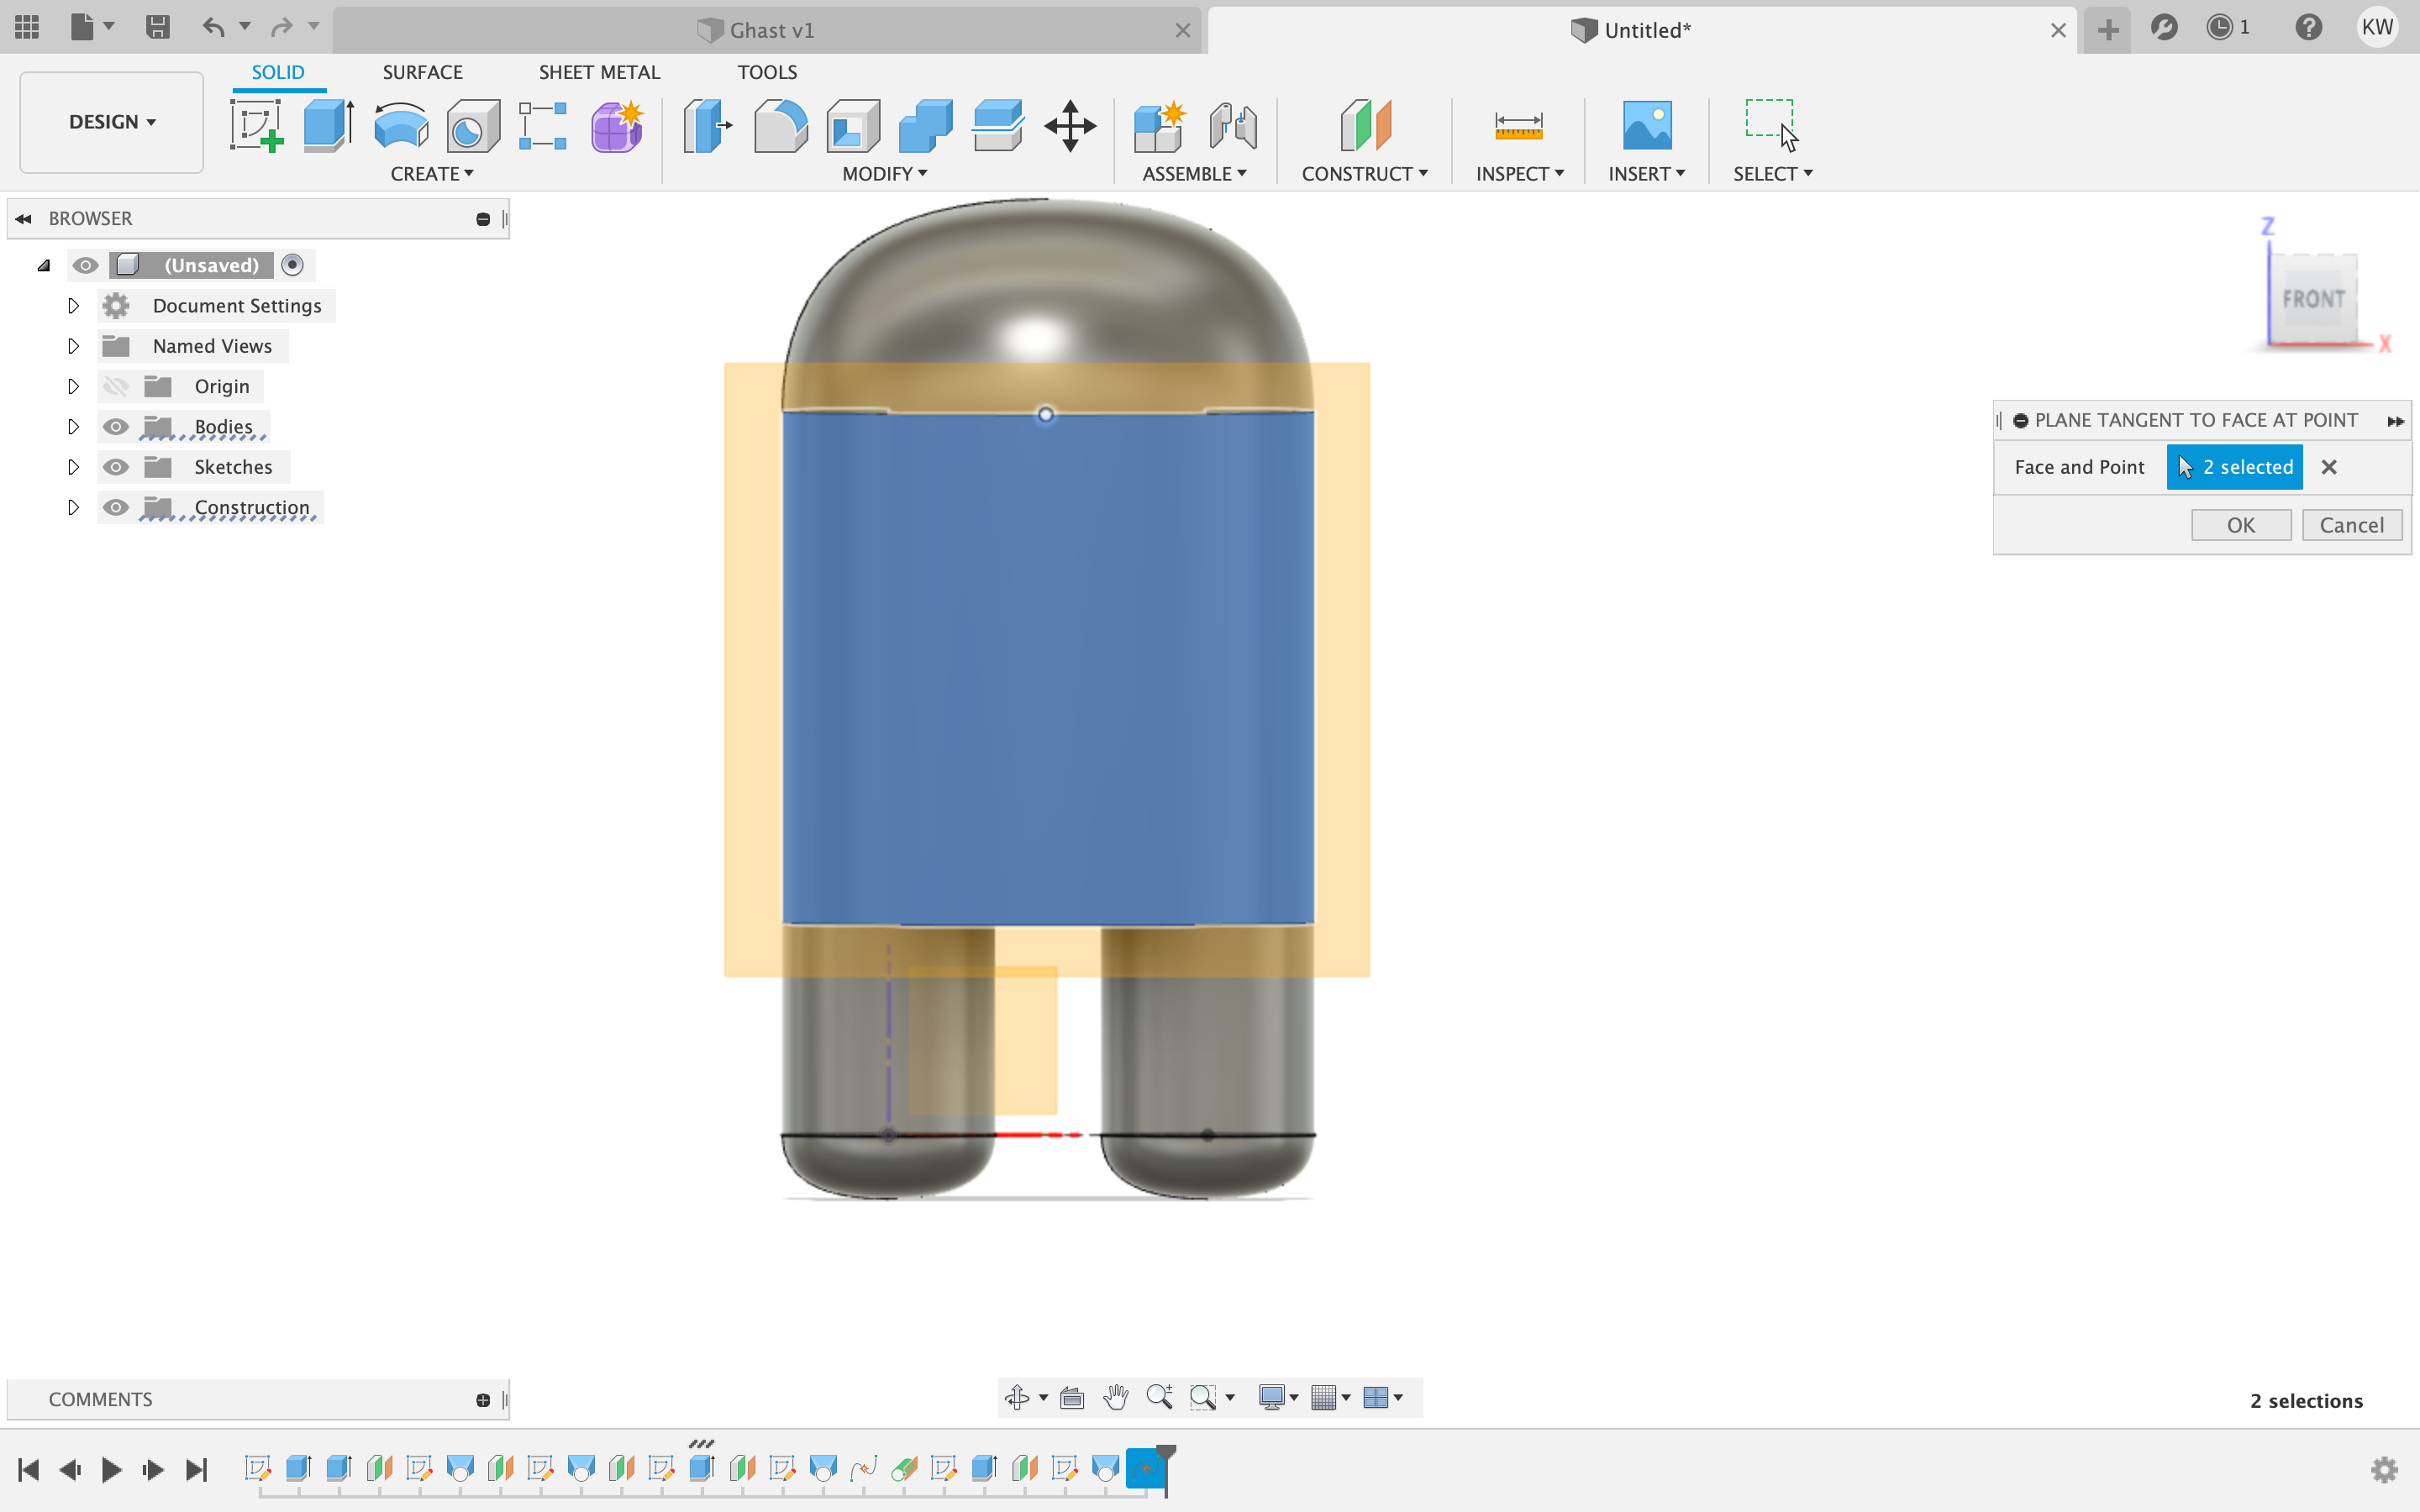 Ghast v1
Untitled*
1
KW
DESIGN
SOLID
SURFACE
SHEET METAL
TOOLS
CREATE
MODIFY
ASSEMBLE
CONSTRUCT
INSPECT
INSERT
SELECT
BROWSER
(Unsaved)
Document Settings
Named Views
Origin
Bodies
Sketches
Construction
Z
FRONT
X
PLANE TANGENT TO FACE AT POINT
Face and Point
2 selected
OK
Cancel
COMMENTS
2 selections